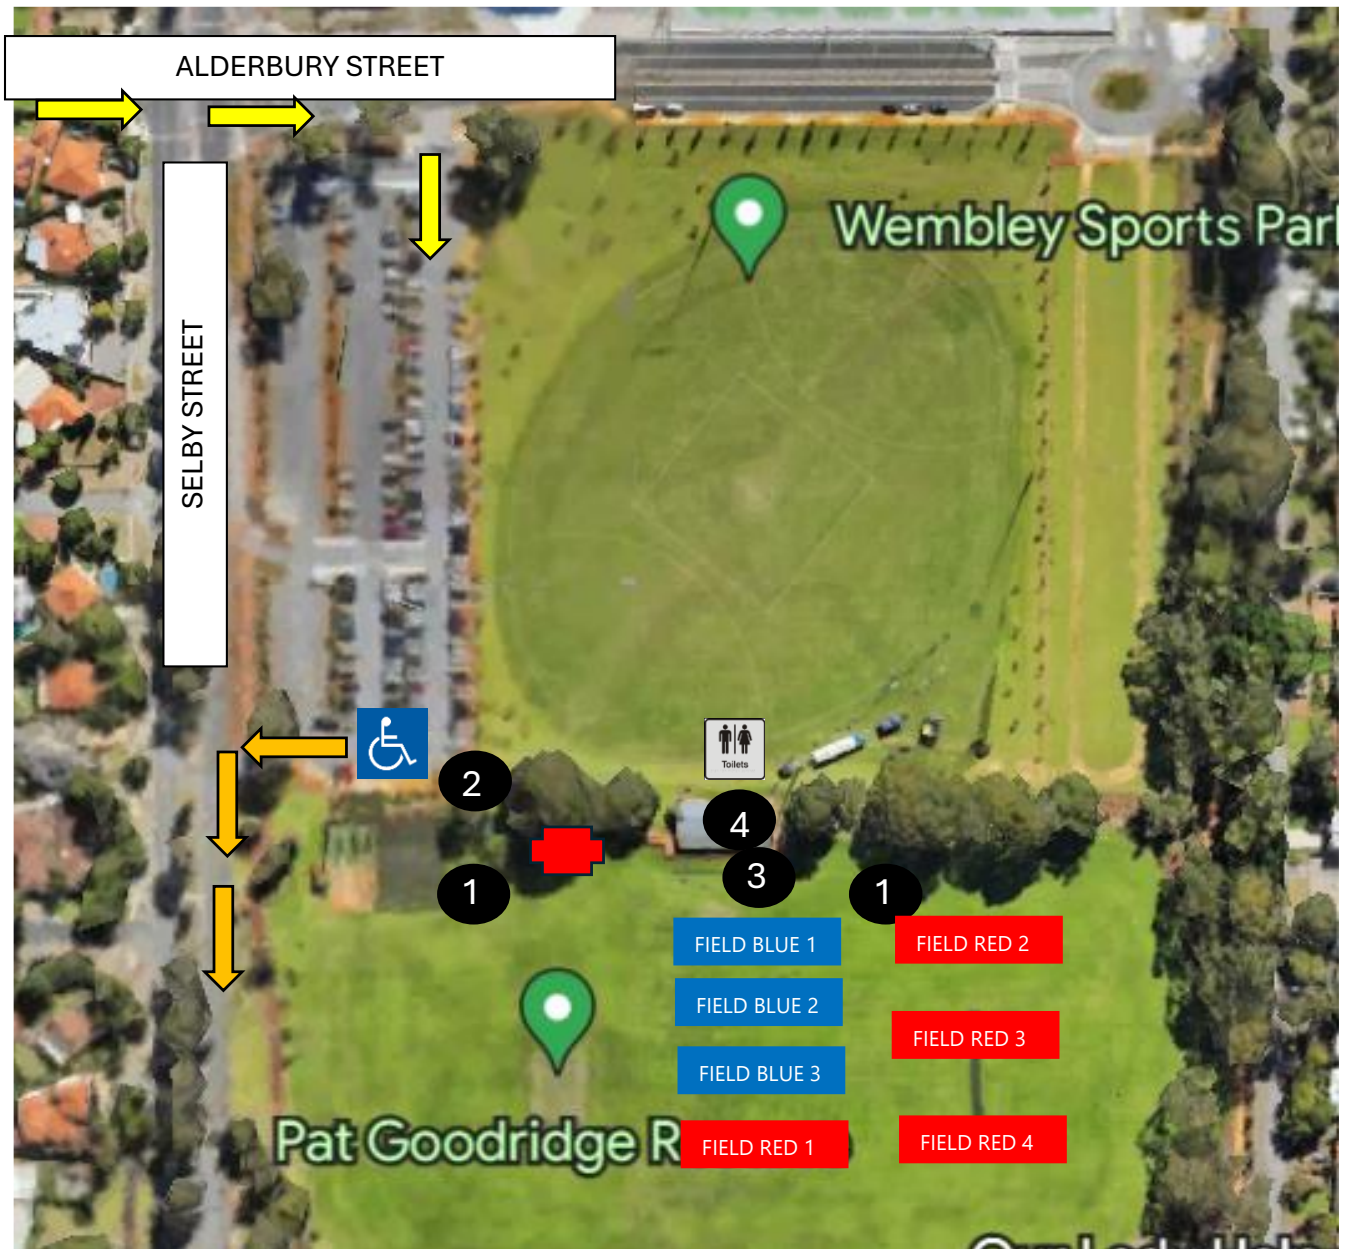 ALDERBURY STREET
SELBY STREET
Wembley Sports Par
Toilets
2
4
3
1
1
FIELD BLUE 1
FIELD RED 2
FIELD BLUE 2
FIELD RED 3
FIELD BLUE 3
Pat Goodridge R
FIELD RED 1
FIELD RED 4